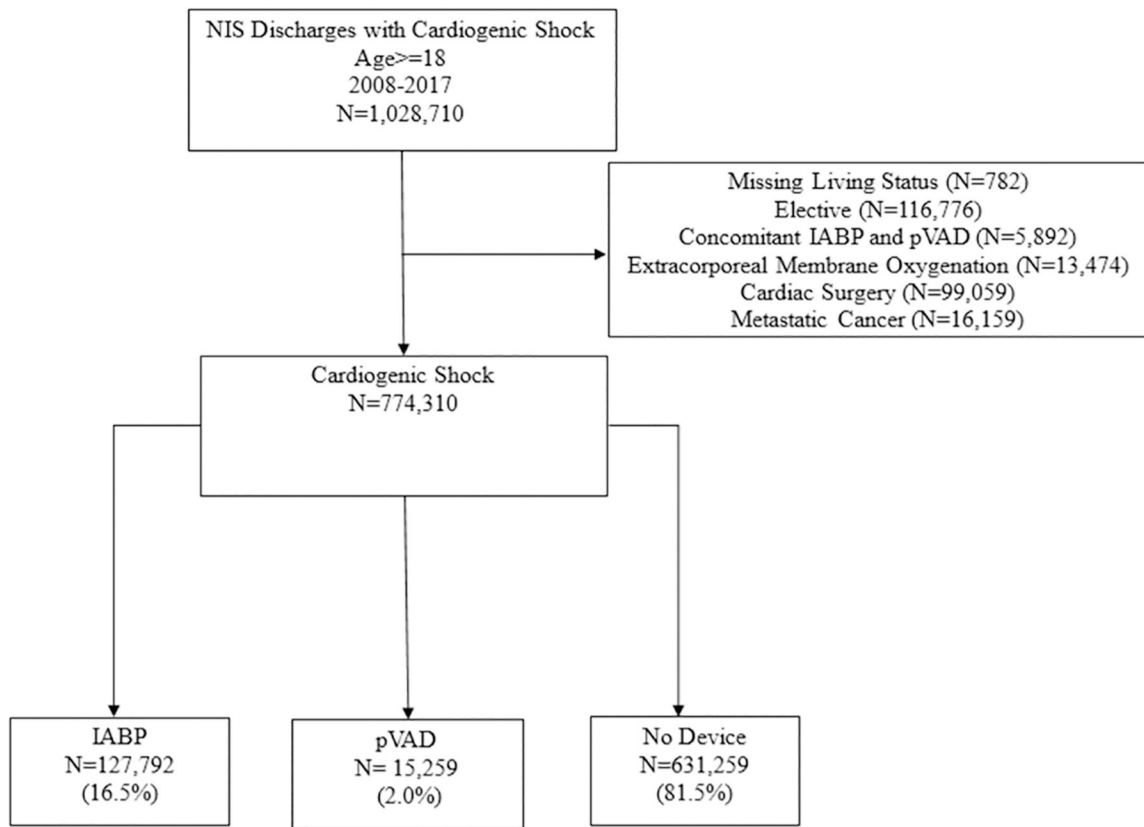 NIS Discharges with Cardiogenic Shock
Age>=18
2008-2017
N=1,028,710
Missing Living Status (N=782)
Elective (N=116,776)
Concomitant IABP and pVAD (N=5,892)
Extracorporeal Membrane Oxygenation (N=13,474)
Cardiac Surgery (N=99,059)
Metastatic Cancer (N=16,159)
Cardiogenic Shock
N=774,310
IABP
N=127,792
(16.5%)
pVAD
N= 15,259
(2.0%)
No Device
N=631,259
(81.5%)